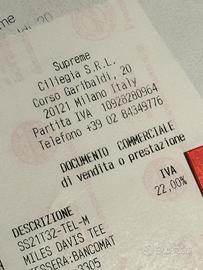 Supreme
Ciliegia S.R.L.
Corso Garibaldi, 20
20121 Milano Italy
Partita IVA 10928280964
Telefono +39 02 84349776
DOCUMENTO COMMERCIALE
di vendita o prestazione
IVA
22,00%
DESCRIZIONE
SS21T32-TEL-M
MILES DAVIS TEE
TESSERA:BANCOMAT
3305